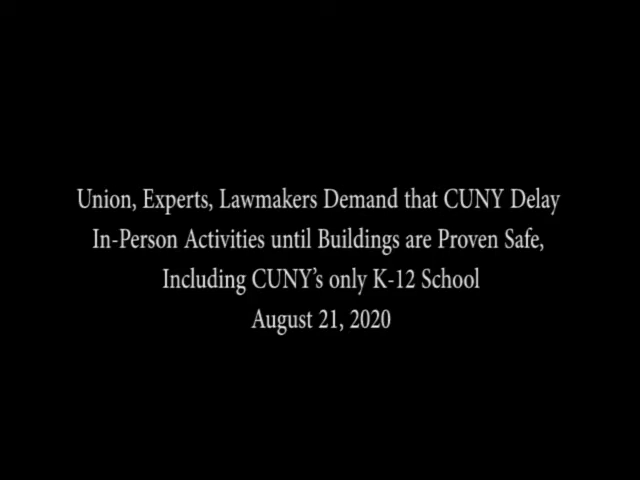 Union, Experts, Lawmakers Demand that CUNY Delay
In-Person Activities until Buildings are Proven Safe,
Including CUNY’s only K-12 School
August 21, 2020